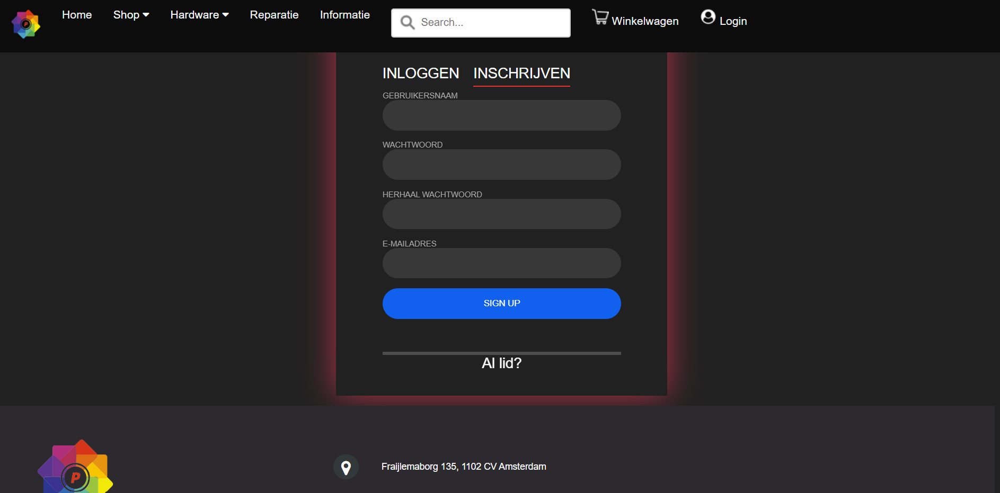 P
Home Shop Hardware Reparatie Informatie Search... Winkelwagen Login
INLOGGEN INSCHRIJVEN
GEBRUIKERSNAAM
WACHTWOORD
HERHAAL WACHTWOORD
E-MAILADRES
SIGN UP
Al lid?
P
Fraijlemaborg 135, 1102 CV Amsterdam